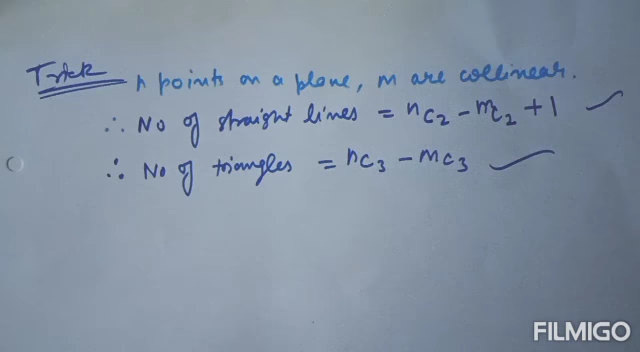 Trick n points on a plane, m are collinear.
∴ No of straight lines = nC2 - mC2 + 1
∴ No of triangles = nC3 - mC3
FILMIGO